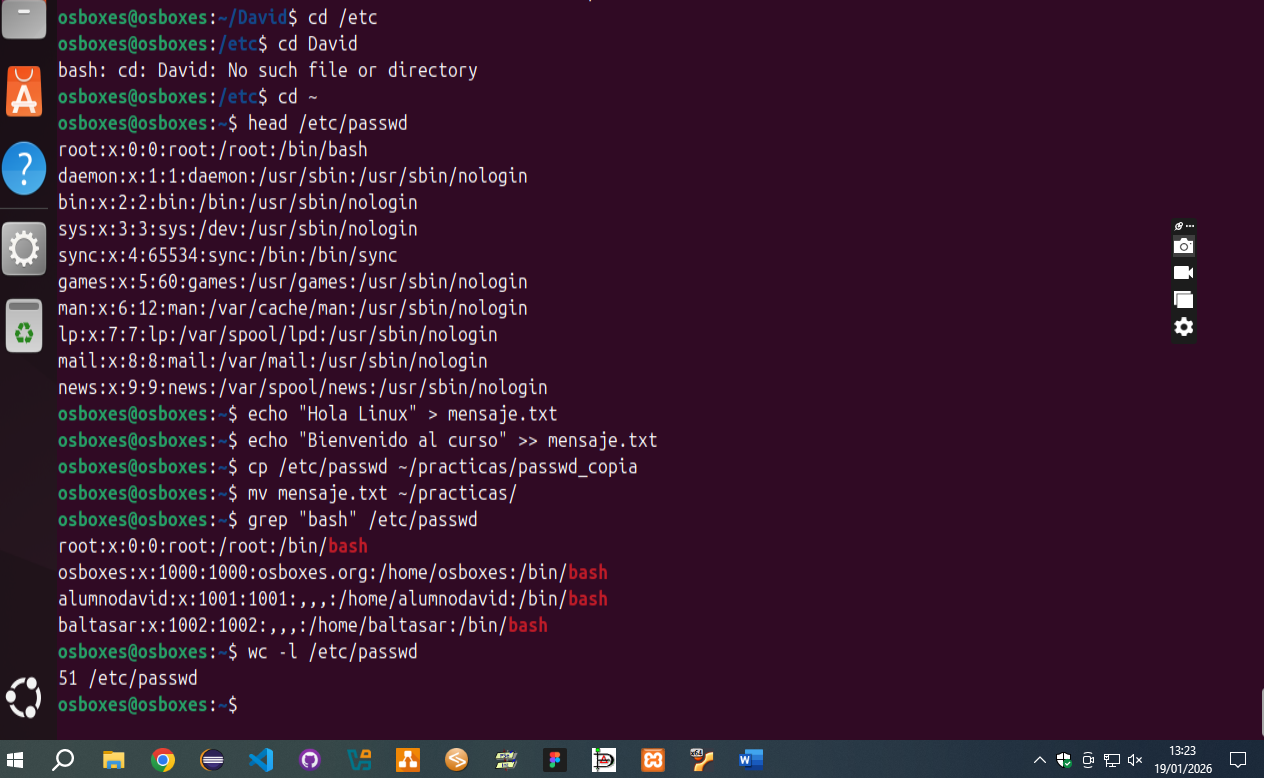 osboxes@osboxes:~/David$ cd /etc
osboxes@osboxes:/etc$ cd David
bash: cd: David: No such file or directory
osboxes@osboxes:/etc$ cd ~
osboxes@osboxes:~$ head /etc/passwd
root:x:0:0:root:/root:/bin/bash
daemon:x:1:1:daemon:/usr/sbin:/usr/sbin/nologin
bin:x:2:2:bin:/bin:/usr/sbin/nologin
sys:x:3:3:sys:/dev:/usr/sbin/nologin
sync:x:4:65534:sync:/bin:/bin/sync
games:x:5:60:games:/usr/games:/usr/sbin/nologin
man:x:6:12:man:/var/cache/man:/usr/sbin/nologin
lp:x:7:7:lp:/var/spool/lpd:/usr/sbin/nologin
mail:x:8:8:mail:/var/mail:/usr/sbin/nologin
news:x:9:9:news:/var/spool/news:/usr/sbin/nologin
osboxes@osboxes:~$ echo "Hola Linux" > mensaje.txt
osboxes@osboxes:~$ echo "Bienvenido al curso" >> mensaje.txt
osboxes@osboxes:~$ cp /etc/passwd ~/practicas/passwd_copia
osboxes@osboxes:~$ mv mensaje.txt ~/practicas/
osboxes@osboxes:~$ grep "bash" /etc/passwd
root:x:0:0:root:/root:/bin/bash
osboxes:x:1000:1000:osboxes.org:/home/osboxes:/bin/bash
alumnodavid:x:1001:1001:,,,:/home/alumnodavid:/bin/bash
baltasar:x:1002:1002:,,,:/home/baltasar:/bin/bash
osboxes@osboxes:~$ wc -l /etc/passwd
51 /etc/passwd
osboxes@osboxes:~$
13:23
19/01/2026